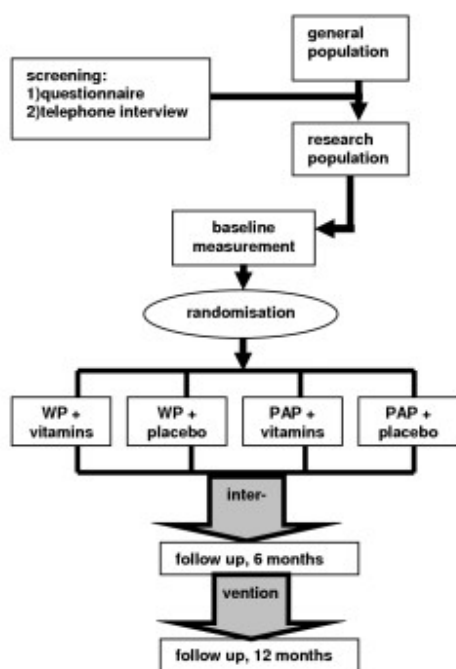 general
population
screening:
1)questionnaire
2)telephone interview
research
population
baseline
measurement
randomisation
WP +
vitamins
WP +
placebo
PAP +
vitamins
PAP +
placebo
inter-
follow up, 6 months
vention
follow up, 12 months